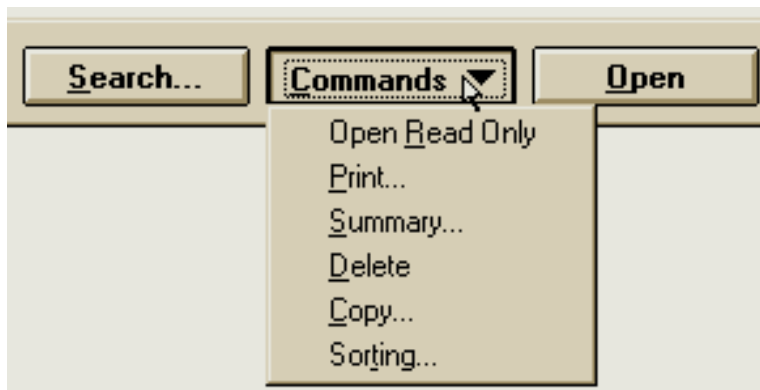 Search... Commands Open
Open Read Only
Print...
Summary...
Delete
Copy...
Sorting...